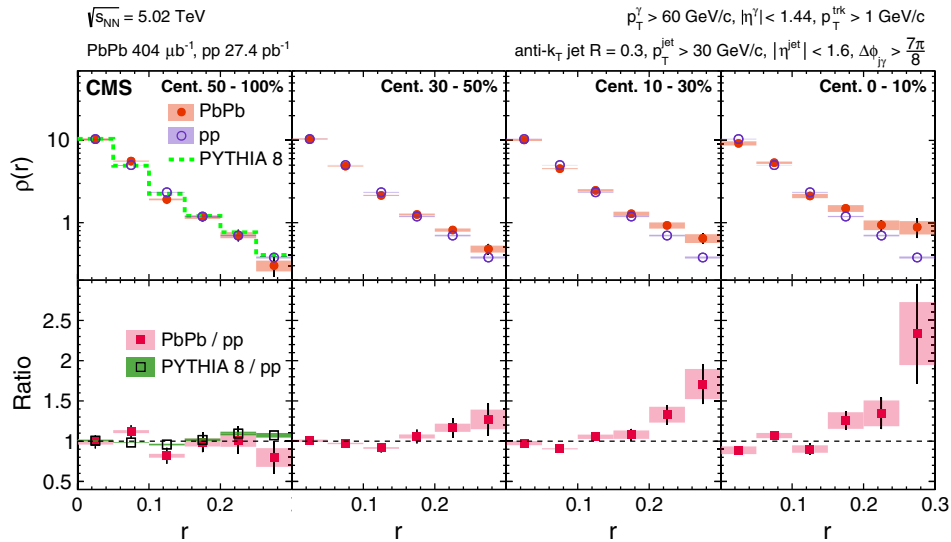 √s_NN = 5.02 TeV
p_T^γ > 60 GeV/c, |η^γ| < 1.44, p_T^trk > 1 GeV/c
PbPb 404 μb⁻¹, pp 27.4 pb⁻¹
anti-k_T jet R = 0.3, p_T^jet > 30 GeV/c, |η^jet| < 1.6, Δϕ_jγ > 7π/8
CMS Cent. 50 - 100%
Cent. 30 - 50%
Cent. 10 - 30%
Cent. 0 - 10%
PbPb
pp
PYTHIA 8
10
1
ρ(r)
PbPb / pp
PYTHIA 8 / pp
2.5
2
1.5
1
0.5
Ratio
0 0.1 0.2
0.1 0.2
0.1 0.2
0.1 0.2 0.3
r
r
r
r